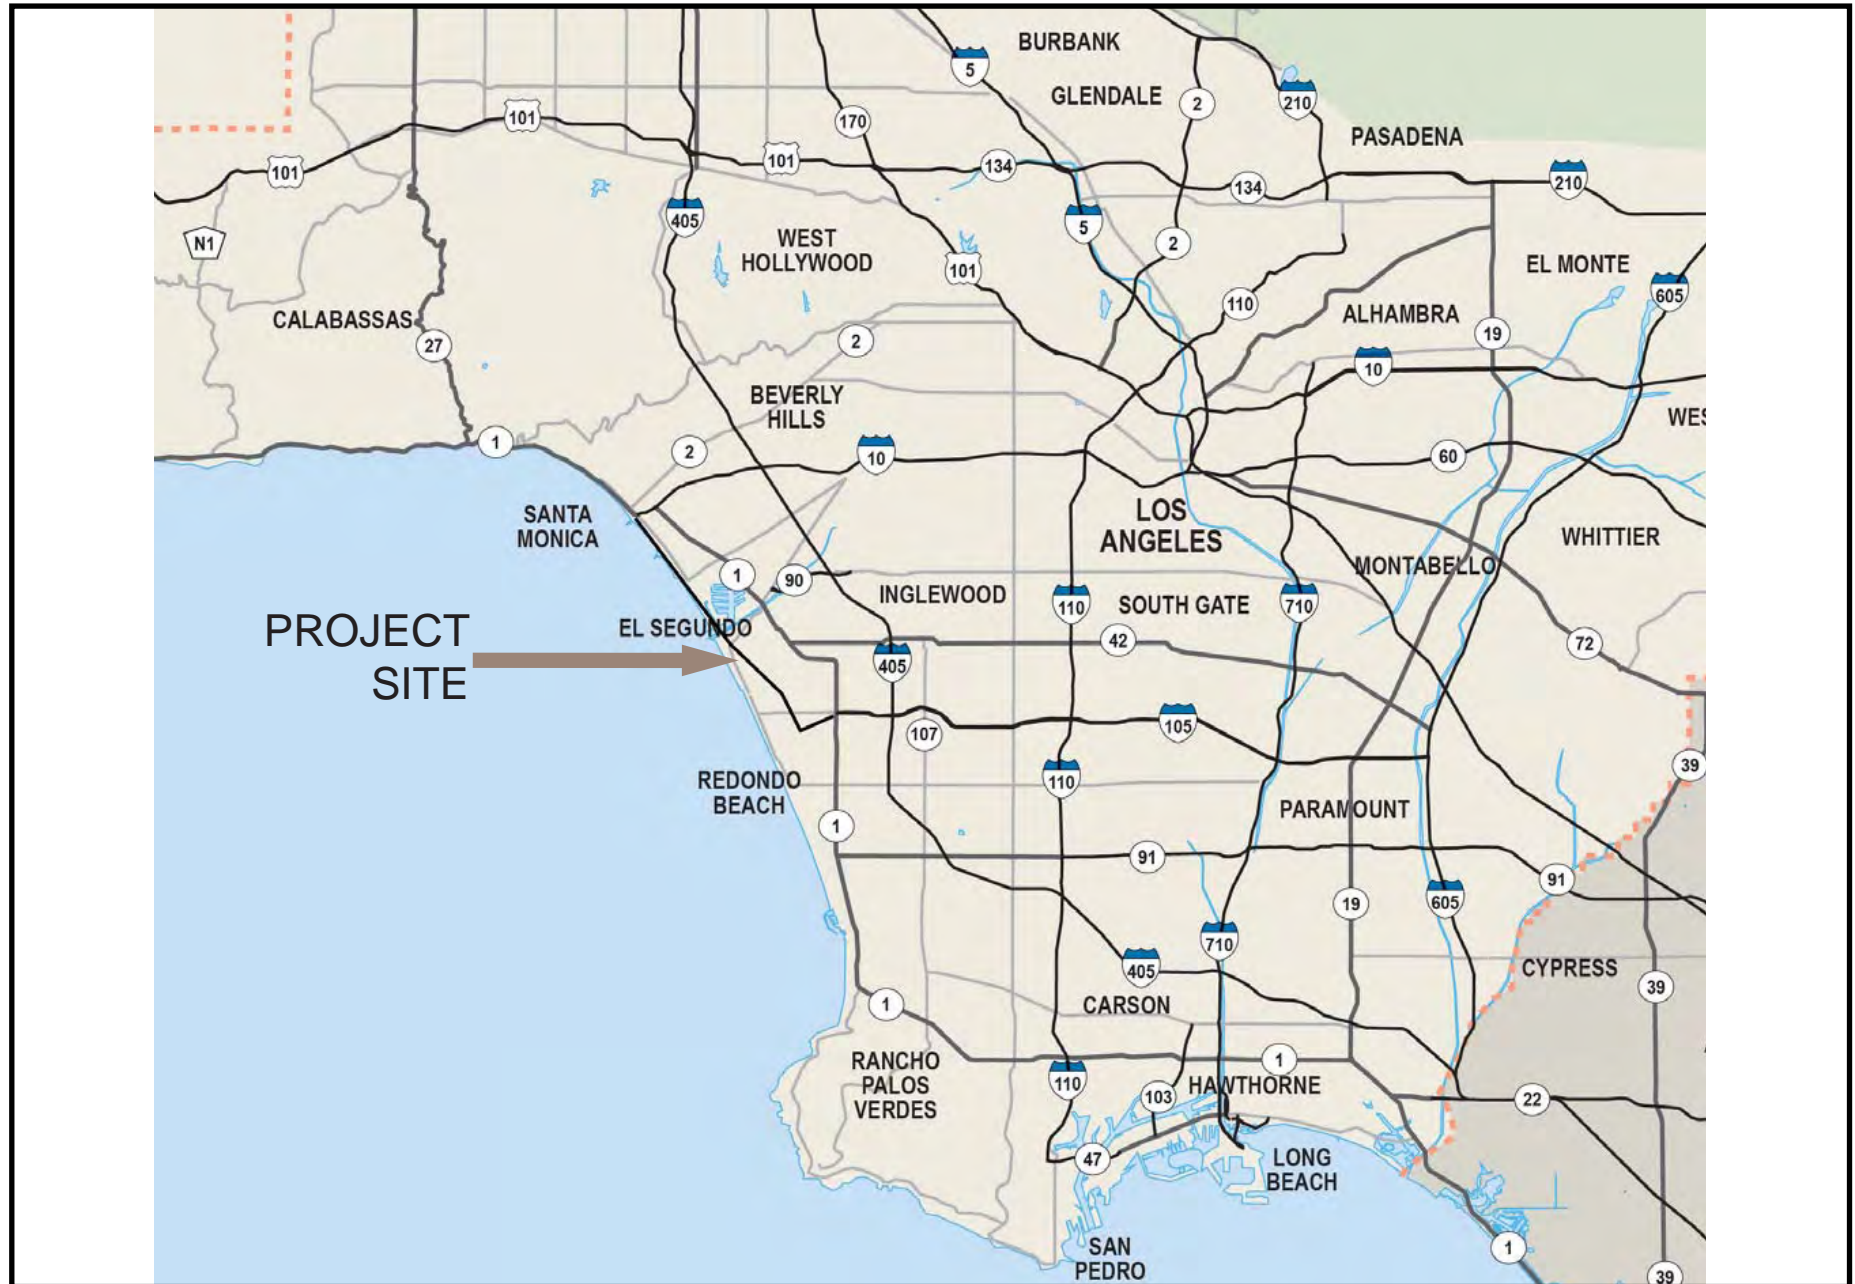 BURBANK
5
GLENDALE
2
210
101
170
PASADENA
101
101
134
134
210
N1
405
WEST
HOLLYWOOD
5
2
101
EL MONTE
605
110
CALABASSAS
ALHAMBRA
27
2
19
10
BEVERLY
HILLS
WES
1
2
10
60
SANTA
MONICA
LOS
ANGELES
WHITTIER
MONTABELLO
1
90
INGLEWOOD
110
SOUTH GATE
710
PROJECT
SITE
EL SEGUNDO
42
72
405
107
105
REDONDO
BEACH
110
39
PARAMOUNT
1
91
91
19
605
710
405
CYPRESS
39
CARSON
1
RANCHO
PALOS
VERDES
1
110
HAWTHORNE
103
22
47
LONG
BEACH
SAN
PEDRO
1
39